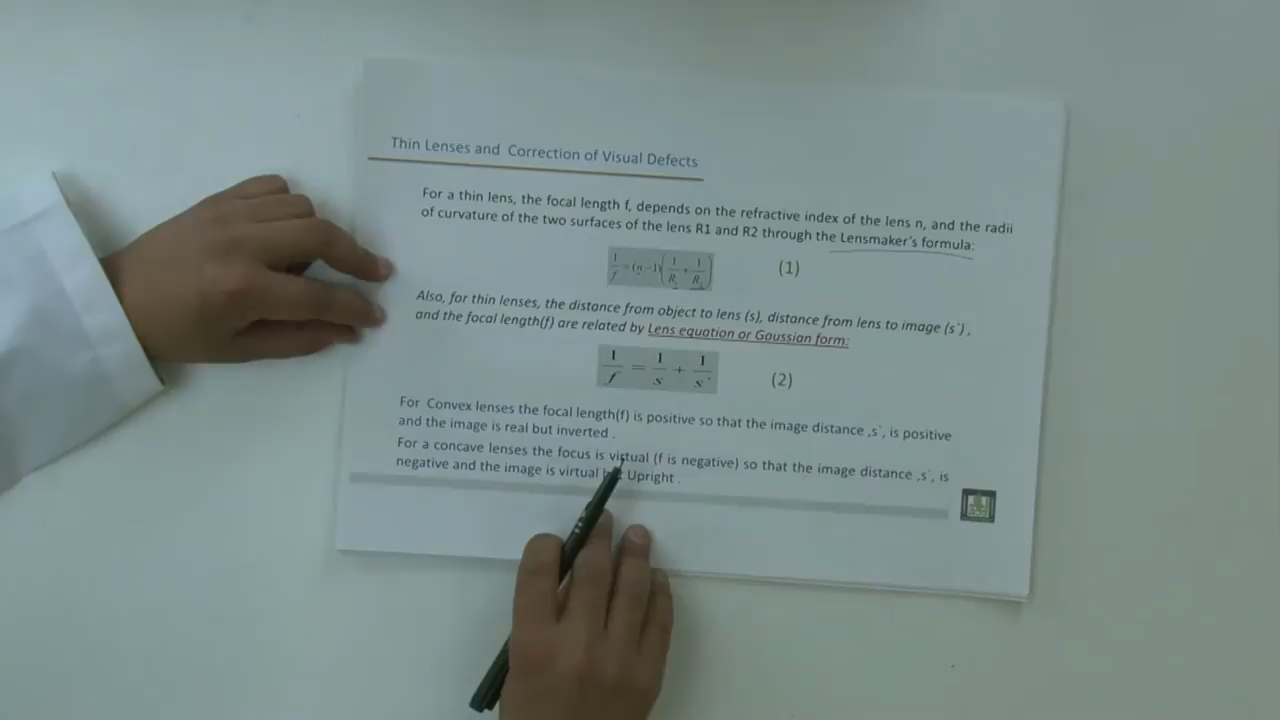 Thin Lenses and Correction of Visual Defects
For a thin lens, the focal length f, depends on the refractive index of the lens n, and the radii
of curvature of the two surfaces of the lens R1 and R2 through the Lensmaker's formula:
1/f = (n-1)(1/R1 + 1/R2) (1)
Also, for thin lenses, the distance from object to lens (s), distance from lens to image (s`) ,
and the focal length(f) are related by Lens equation or Gaussian form:
1/f = 1/s + 1/s` (2)
For Convex lenses the focal length(f) is positive so that the image distance ,s`, is positive
and the image is real but inverted .
For a concave lenses the focus is virtual (f is negative) so that the image distance ,s`, is
negative and the image is virtual Upright .